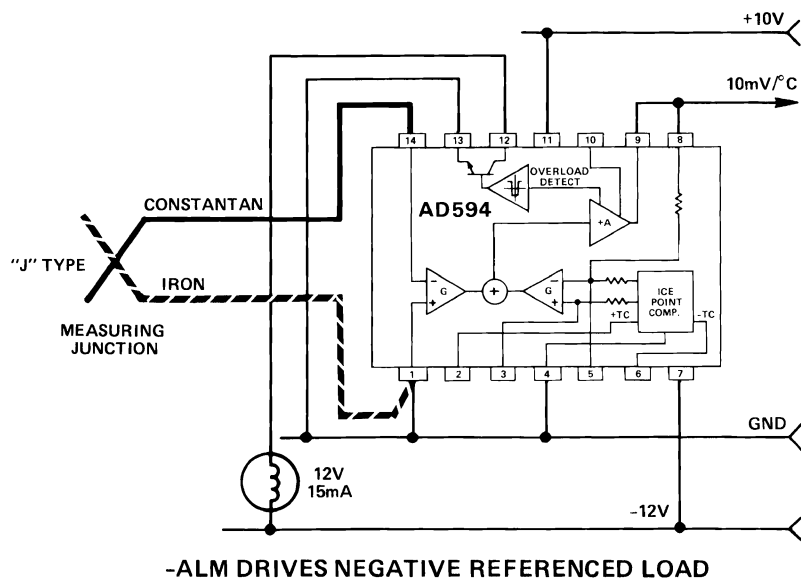 +10V
10mV/°C
14 13 12 11 10 9 8
OVERLOAD
DETECT
AD594
+A
CONSTANTAN
"J" TYPE
IRON
MEASURING
JUNCTION
−
G
+
+
−
G
+
ICE
POINT
COMP.
+TC
−TC
1 2 3 4 5 6 7
GND
12V
15mA
-12V
-ALM DRIVES NEGATIVE REFERENCED LOAD